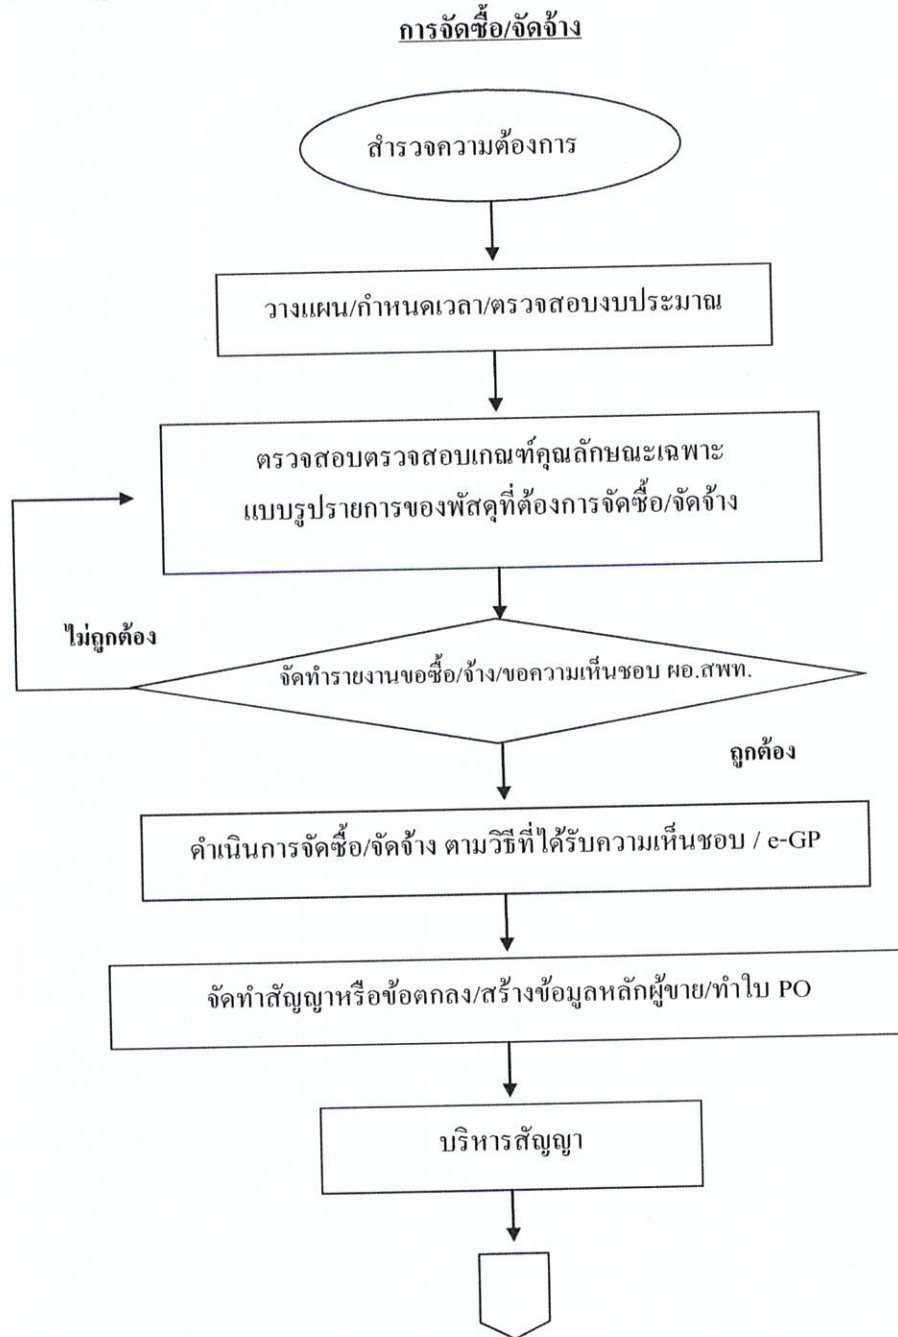 การจัดซื้อ/จัดจ้าง
สำรวจความต้องการ
วางแผน/กำหนดเวลา/ตรวจสอบงบประมาณ
ตรวจสอบตรวจสอบเกณฑ์คุณลักษณะเฉพาะ
แบบรูปรายการของพัสดุที่ต้องการจัดซื้อ/จัดจ้าง
ไม่ถูกต้อง
จัดทำรายงานขอซื้อ/จ้าง/ขอความเห็นชอบ ผอ.สพท.
ถูกต้อง
ดำเนินการจัดซื้อ/จัดจ้าง ตามวิธีที่ได้รับความเห็นชอบ / e-GP
จัดทำสัญญาหรือข้อตกลง/สร้างข้อมูลหลักผู้ขาย/ทำใบ PO
บริหารสัญญา